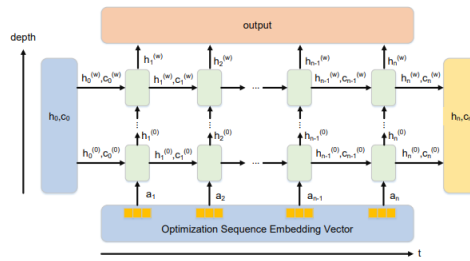 output
depth
h₁⁽ʷ⁾ h₂⁽ʷ⁾ hₙ₋₁⁽ʷ⁾ hₙ⁽ʷ⁾
h₀⁽ʷ⁾,c₀⁽ʷ⁾ h₁⁽ʷ⁾,c₁⁽ʷ⁾ ... hₙ₋₁⁽ʷ⁾,cₙ₋₁⁽ʷ⁾ hₙ⁽ʷ⁾,cₙ⁽ʷ⁾
h₀,c₀ ... ... ... ... hₙ,c
h₁⁽⁰⁾ h₂⁽⁰⁾ hₙ₋₁⁽⁰⁾ hₙ⁽⁰⁾
h₀⁽⁰⁾,c₀⁽⁰⁾ h₁⁽⁰⁾,c₁⁽⁰⁾ ... hₙ₋₁⁽⁰⁾,cₙ₋₁⁽⁰⁾ hₙ⁽⁰⁾,cₙ⁽⁰⁾
a₁ a₂ aₙ₋₁ aₙ
Optimization Sequence Embedding Vector
t